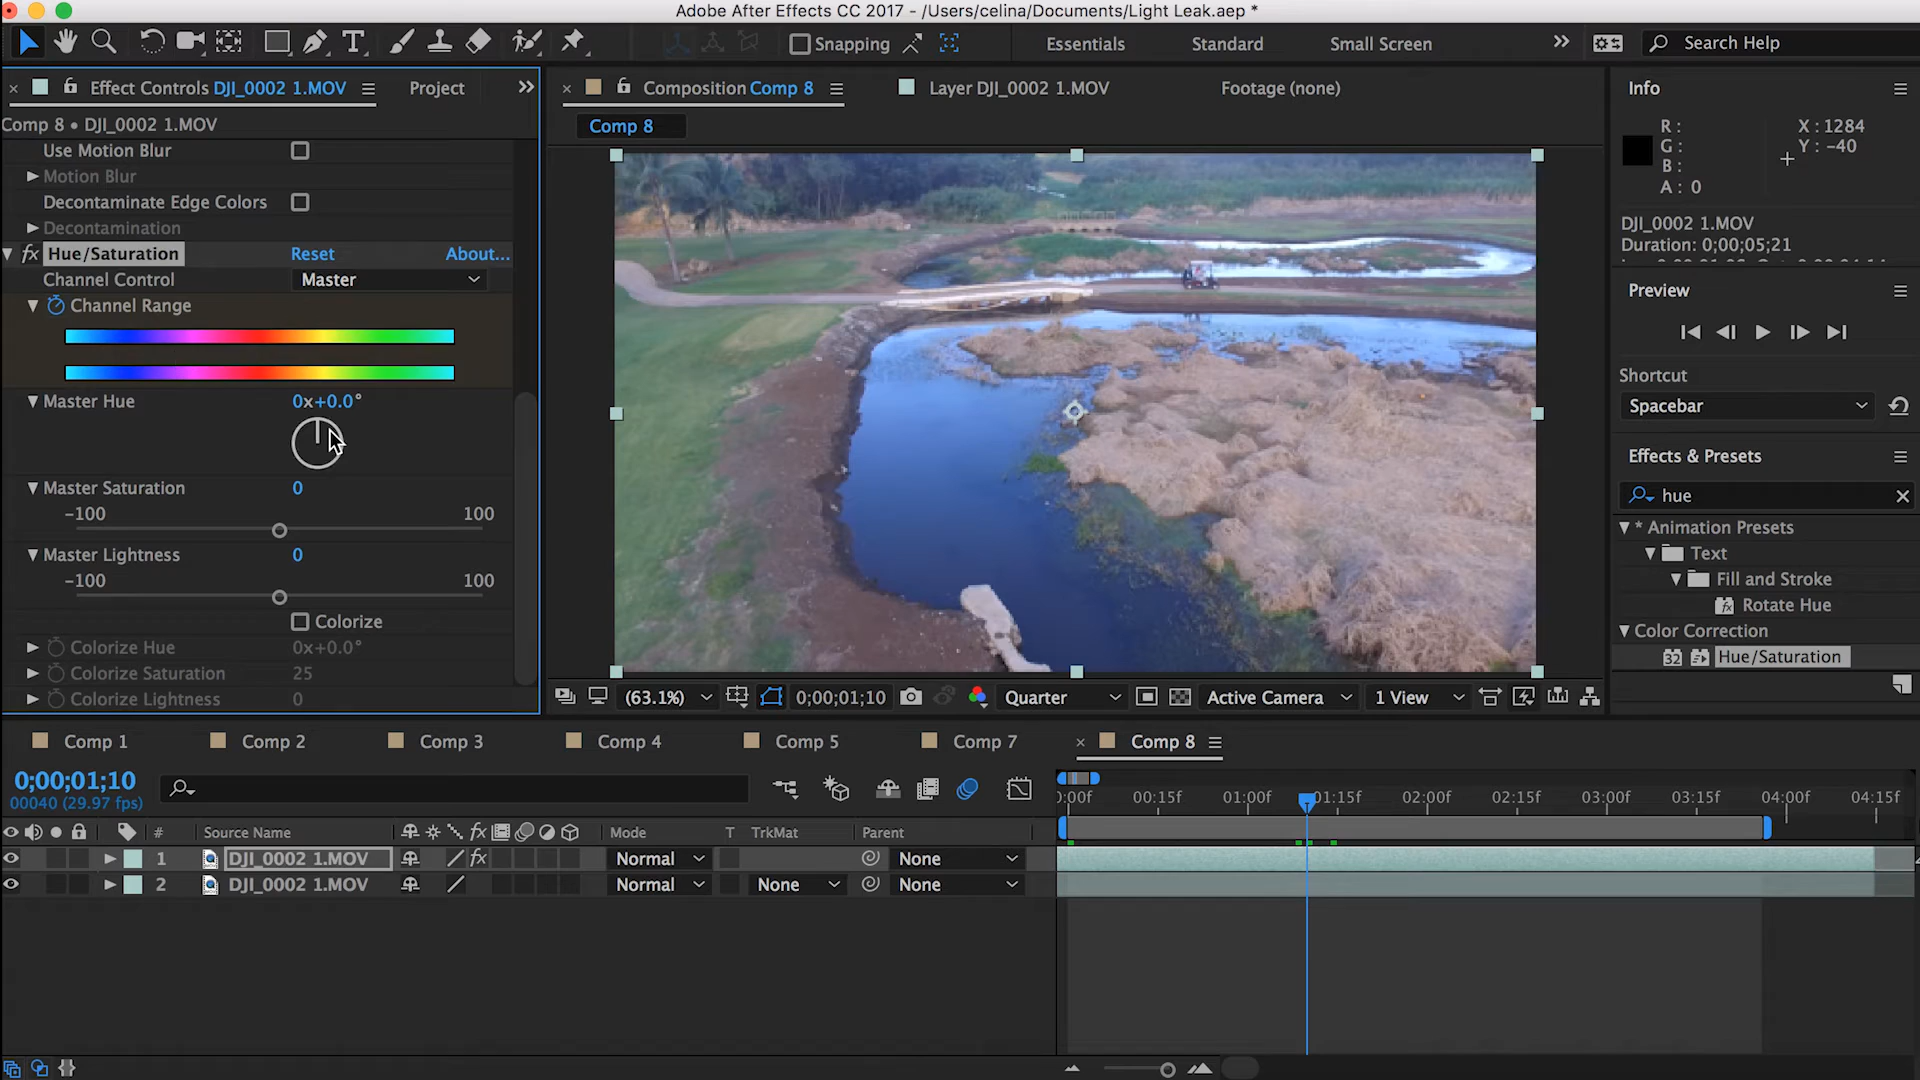 Adobe After Effects CC 2017 - /Users/celina/Documents/Light Leak.aep *
Snapping
Essentials
Standard
Small Screen
Search Help
Effect Controls DJI_0002 1.MOV
Project
Composition Comp 8
Layer DJI_0002 1.MOV
Footage (none)
Info
Comp 8 • DJI_0002 1.MOV
Comp 8
R :
G :
B :
A : 0
X : 1284
Y : -40
Use Motion Blur
Motion Blur
Decontaminate Edge Colors
Decontamination
fx Hue/Saturation Reset About...
Channel Control Master
Channel Range
Master Hue 0x+0.0°
Master Saturation 0
-100 100
Master Lightness 0
-100 100
Colorize
Colorize Hue 0x+0.0°
Colorize Saturation 25
Colorize Lightness 0
DJI_0002 1.MOV
Duration: 0;00;05;21
Preview
Shortcut
Spacebar
Effects & Presets
hue
* Animation Presets
Text
Fill and Stroke
Rotate Hue
Color Correction
32 Hue/Saturation
(63.1%)
0;00;01;10
Quarter
Active Camera
1 View
Comp 1
Comp 2
Comp 3
Comp 4
Comp 5
Comp 7
Comp 8
0;00;01;10
00040 (29.97 fps)
):00f 00:15f 01:00f 01:15f 02:00f 02:15f 03:00f 03:15f 04:00f 04:15f
# Source Name fx Mode T TrkMat Parent
1 DJI_0002 1.MOV fx Normal None
2 DJI_0002 1.MOV Normal None None